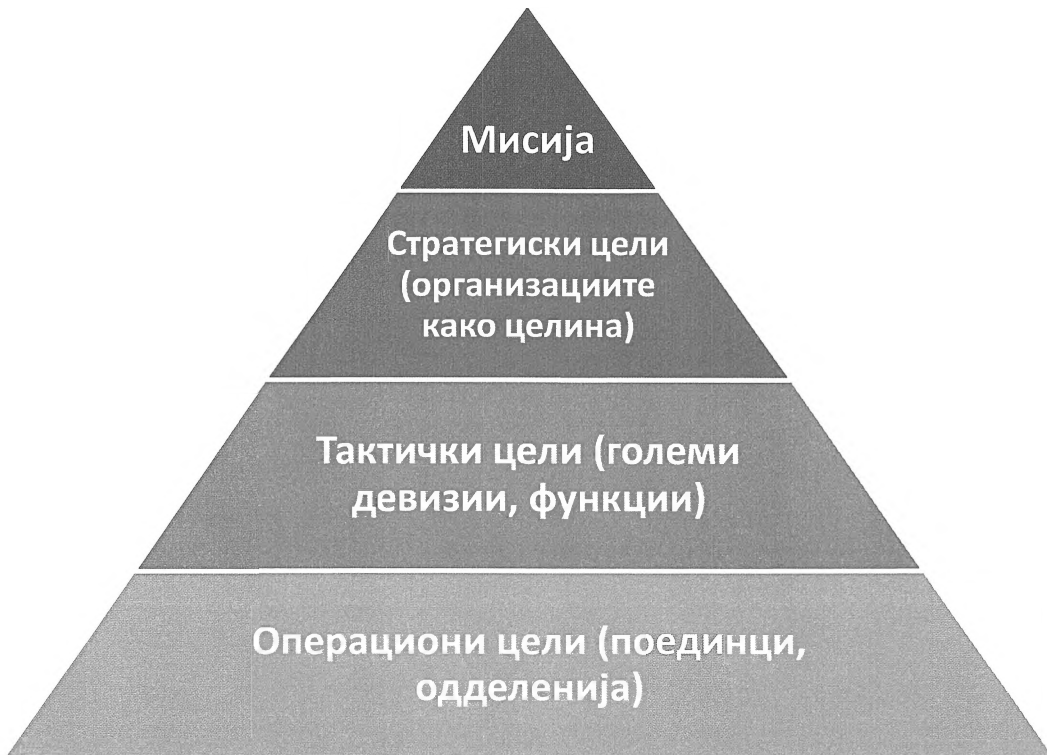 Мисија
Стратегиски цели
(организациите
како целина)
Тактички цели (големи
девизии, функции)
Операциони цели (поединци,
одделенија)